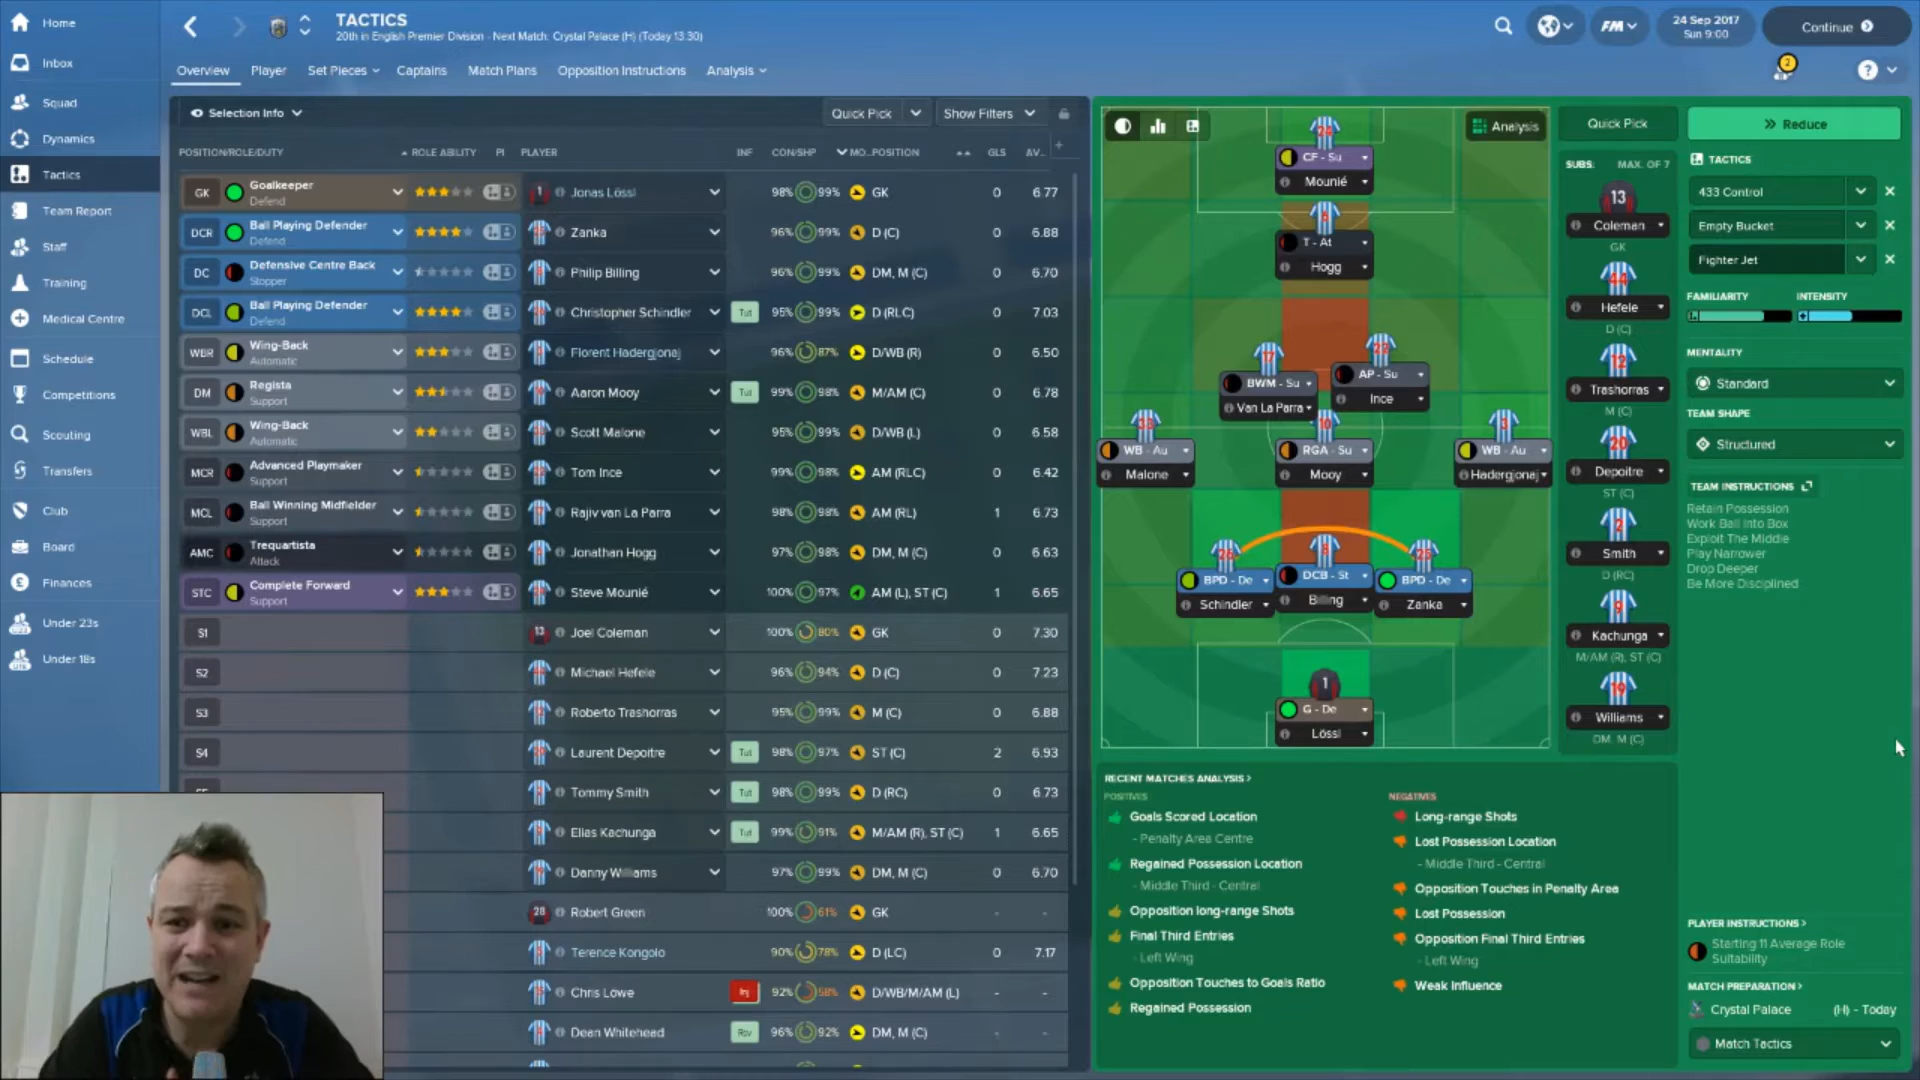 Home
Inbox
Squad
Dynamics
Tactics
Team Report
Staff
Training
Medical Centre
Schedule
Competitions
Scouting
Transfers
Club
Board
Finances
Under 23s
Under 18s
TACTICS
20th in English Premier Division - Next Match: Crystal Palace (H) (Today 13:30)
FM
24 Sep 2017
Sun 9:00
Continue
2
?
Overview Player Set Pieces Captains Match Plans Opposition Instructions Analysis
Selection Info Quick Pick Show Filters
POSITION/ROLE/DUTY ROLE ABILITY PI PLAYER INF CON/SHP MO.. POSITION GLS AV...
GK Goalkeeper Defend 1 Jonas Lössl 98% 99% GK 0 6.77
DCR Ball Playing Defender Defend Zanka 96% 99% D (C) 0 6.88
DC Defensive Centre Back Stopper Philip Billing 96% 99% DM, M (C) 0 6.70
DCL Ball Playing Defender Defend Christopher Schindler Tut 95% 99% D (RLC) 0 7.03
WBR Wing-Back Automatic Florent Hadergjonaj 96% 87% D/WB (R) 0 6.50
DM Regista Support Aaron Mooy Tut 99% 98% M/AM (C) 0 6.78
WBL Wing-Back Automatic Scott Malone 95% 99% D/WB (L) 0 6.58
MCR Advanced Playmaker Support Tom Ince 99% 98% AM (RLC) 0 6.42
MCL Ball Winning Midfielder Support Rajiv van La Parra 98% 98% AM (RL) 1 6.73
AMC Trequartista Attack Jonathan Hogg 97% 98% DM, M (C) 0 6.63
STC Complete Forward Support Steve Mounié 100% 97% AM (L), ST (C) 1 6.65
S1 13 Joel Coleman 100% 80% GK 0 7.30
S2 Michael Hefele 96% 94% D (C) 0 7.23
S3 Roberto Trashorras 95% 99% M (C) 0 6.88
S4 Laurent Depoitre Tut 98% 97% ST (C) 2 6.93
Tommy Smith Tut 98% 99% D (RC) 0 6.73
Elias Kachunga Tut 99% 91% M/AM (R), ST (C) 1 6.65
Danny Williams 97% 99% DM, M (C) 0 6.70
28 Robert Green 100% 61% GK - -
Terence Kongolo 90% 78% D (LC) 0 7.17
Chris Lowe Inj 92% 58% D/WB/M/AM (L) - -
Dean Whitehead Rsv 96% 92% DM, M (C) - -
Analysis
24
CF - Su
Mounié
6
T - At
Hogg
17
BWM - Su
Van La Parra
22
AP - Su
Ince
33
WB - Au
Malone
10
RGA - Su
Mooy
3
WB - Au
Hadergjonaj
26
BPD - De
Schindler
8
DCB - St
Billing
25
BPD - De
Zanka
1
G - De
Lössl
Quick Pick
SUBS: MAX. OF 7
13
Coleman
GK
44
Hefele
D (C)
12
Trashorras
M (C)
20
Depoitre
ST (C)
2
Smith
D (RC)
9
Kachunga
M/AM (R), ST (C)
19
Williams
DM, M (C)
Reduce
TACTICS
433 Control
Empty Bucket
Fighter Jet
FAMILIARITY INTENSITY
MENTALITY
Standard
TEAM SHAPE
Structured
TEAM INSTRUCTIONS
Retain Possession
Work Ball Into Box
Exploit The Middle
Play Narrower
Drop Deeper
Be More Disciplined
PLAYER INSTRUCTIONS >
Starting 11 Average Role
Suitability
MATCH PREPARATION >
Crystal Palace (H) - Today
Match Tactics
RECENT MATCHES ANALYSIS >
POSITIVES
Goals Scored Location
- Penalty Area Centre
Regained Possession Location
- Middle Third - Central
Opposition long-range Shots
Final Third Entries
- Left Wing
Opposition Touches to Goals Ratio
Regained Possession
NEGATIVES
Long-range Shots
Lost Possession Location
- Middle Third - Central
Opposition Touches in Penalty Area
Lost Possession
Opposition Final Third Entries
- Left Wing
Weak Influence